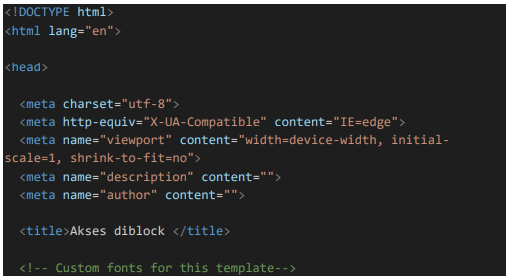 <!DOCTYPE html>
<html lang="en">
<head>
<meta charset="utf-8">
<meta http-equiv="X-UA-Compatible" content="IE=edge">
<meta name="viewport" content="width=device-width, initial-
scale=1, shrink-to-fit=no">
<meta name="description" content="">
<meta name="author" content="">
<title>Akses diblock </title>
<!-- Custom fonts for this template-->